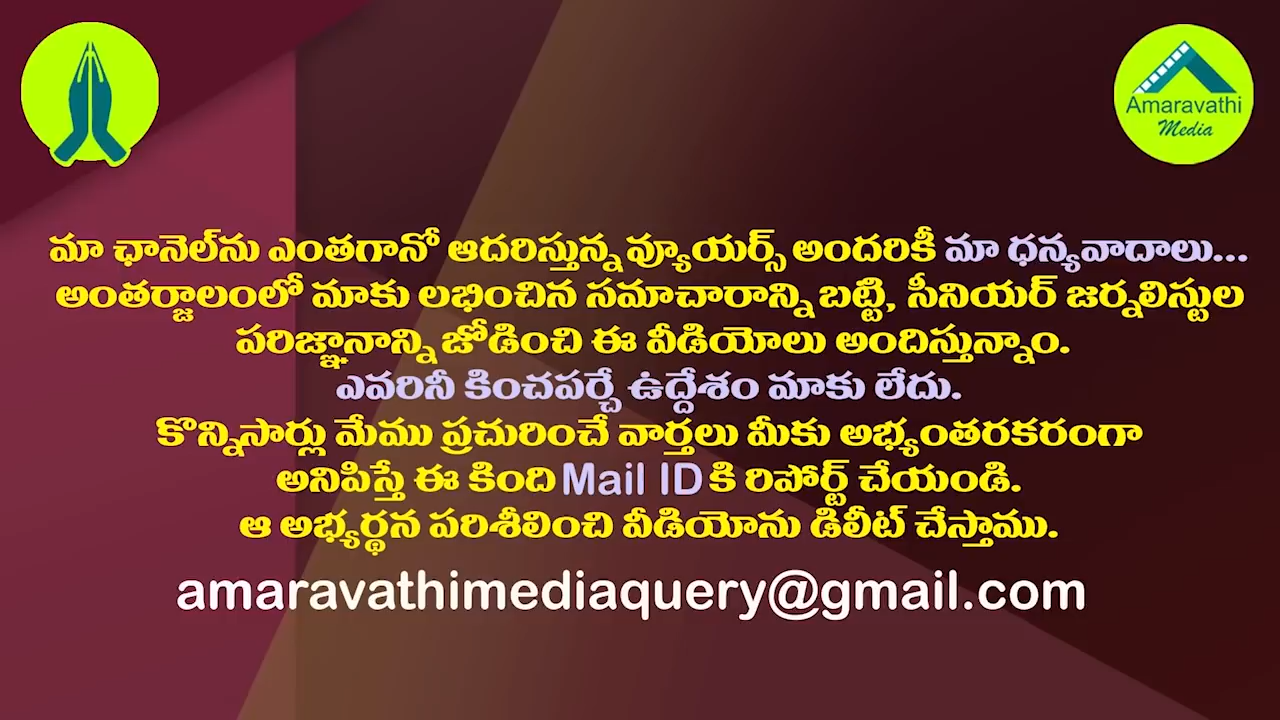 Amaravathi
Media
మా ఛానెల్‌ను ఎంతగానో ఆదరిస్తున్న వ్యూయర్స్ అందరికీ మా ధన్యవాదాలు...
అంతర్జాలంలో మాకు లభించిన సమాచారాన్ని బట్టి, సీనియర్ జర్నలిస్టుల
పరిజ్ఞానాన్ని జోడించి ఈ వీడియోలు అందిస్తున్నాం.
ఎవరినీ కించపర్చే ఉద్దేశం మాకు లేదు.
కొన్నిసార్లు మేము ప్రచురించే వార్తలు మీకు అభ్యంతరకరంగా
అనిపిస్తే ఈ కింది Mail ID కి రిపోర్ట్ చేయండి.
ఆ అభ్యర్థన పరిశీలించి వీడియోను డిలీట్ చేస్తాము.
amaravathimediaquery@gmail.com